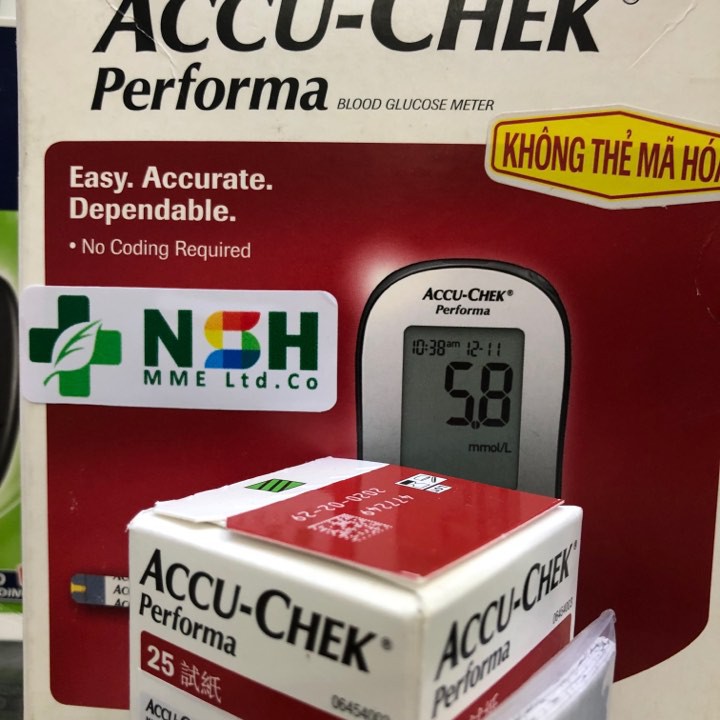 ACCU-CHEK
Performa BLOOD GLUCOSE METER
KHÔNG THẺ MÃ HÓA
Easy. Accurate.
Dependable.
• No Coding Required
NSH
MME Ltd.Co
ACCU-CHEK®
Performa
10:38am 12-11
5.8
mmol/L
477249
2020-02-29
ACCU-CHEK®
Performa
25 試紙
ACCU-CHEK
Performa